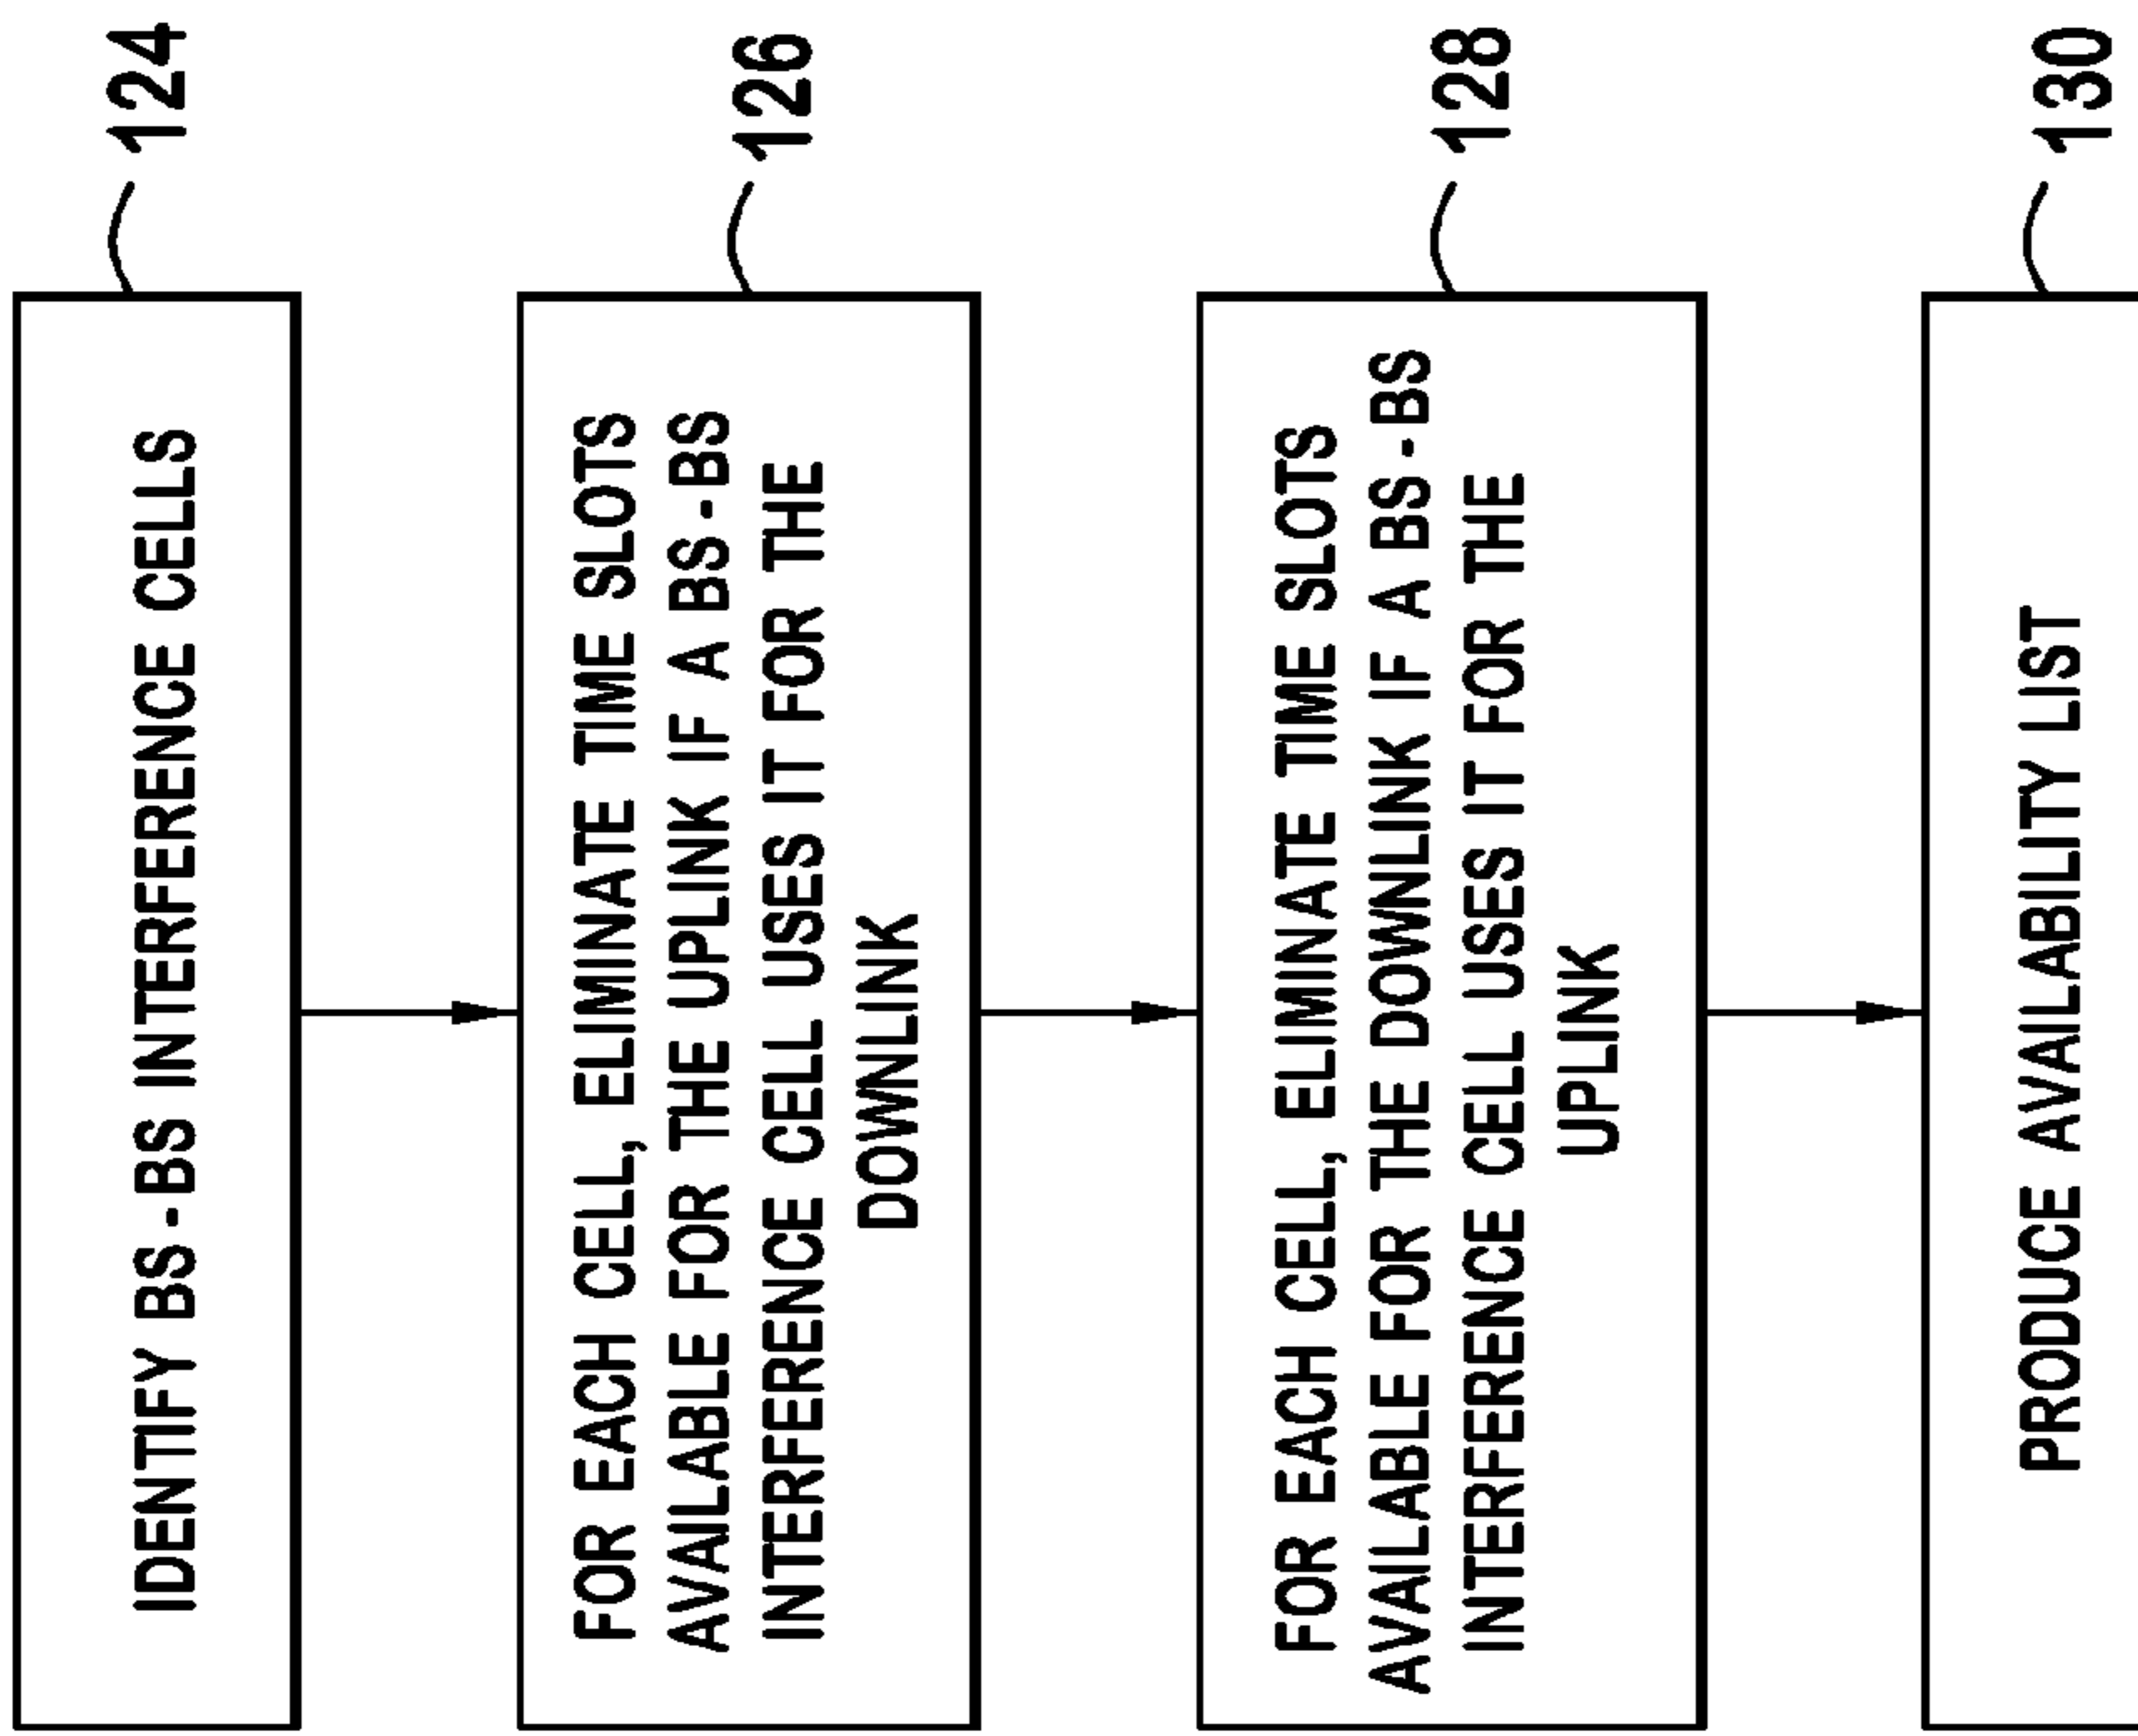 IDENTIFY BS-BS INTERFERENCE CELLS
124
FOR EACH CELL, ELIMINATE TIME SLOTS
AVAILABLE FOR THE UPLINK IF A BS-BS
INTERFERENCE CELL USES IT FOR THE
DOWNLINK
126
FOR EACH CELL, ELIMINATE TIME SLOTS
AVAILABLE FOR THE DOWNLINK IF A BS-BS
INTERFERENCE CELL USES IT FOR THE
UPLINK
128
PRODUCE AVAILABILITY LIST
130